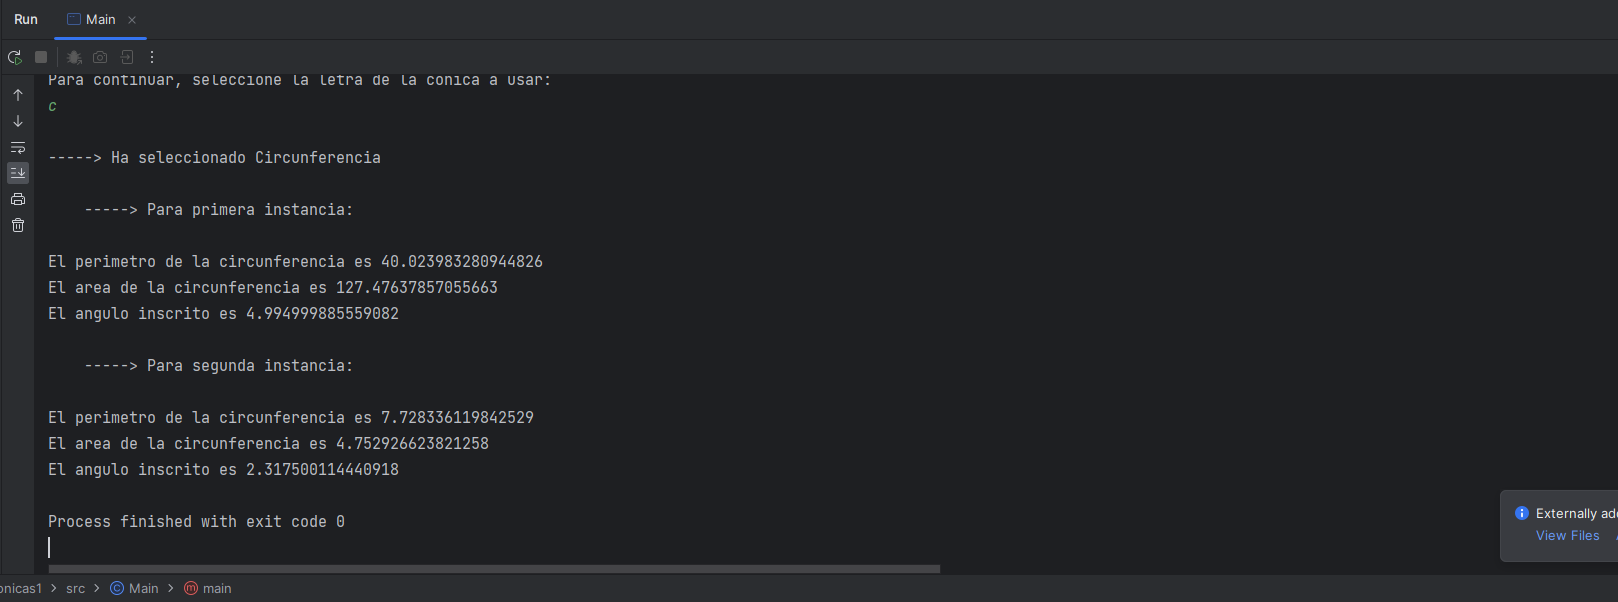 Run Main
Para continuar, seleccione la letra de la conica a usar:
c
-----> Ha seleccionado Circunferencia
-----> Para primera instancia:
El perimetro de la circunferencia es 40.023983280944826
El area de la circunferencia es 127.47637857055663
El angulo inscrito es 4.994999885559082
-----> Para segunda instancia:
El perimetro de la circunferencia es 7.728336119842529
El area de la circunferencia es 4.752926623821258
El angulo inscrito es 2.317500114440918
Process finished with exit code 0
Externally ad
View Files
onicas1 > src > Main > main